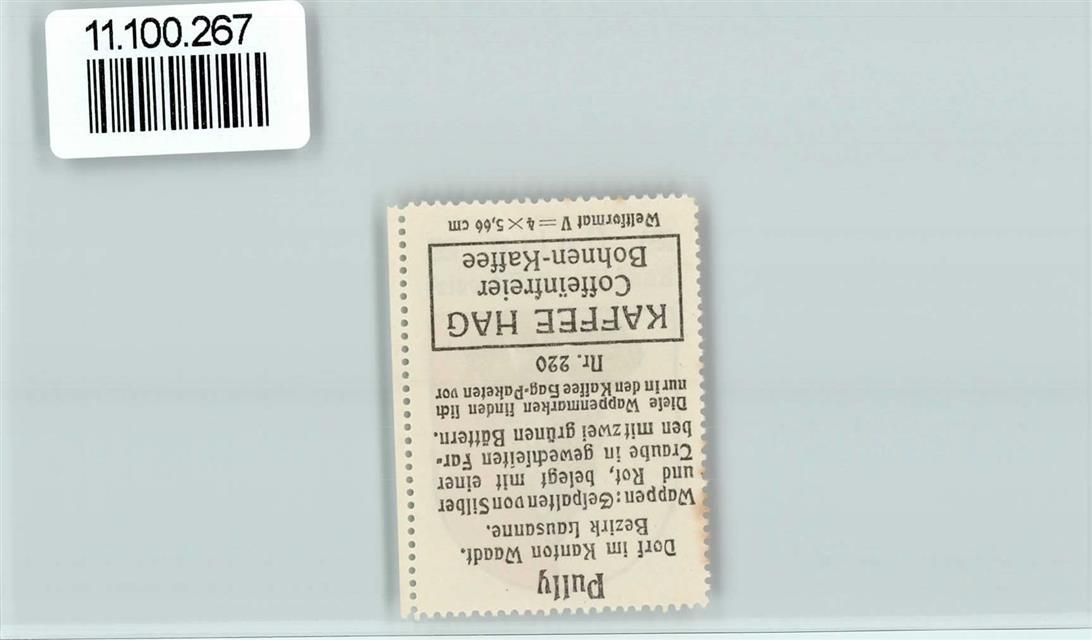 11.100.267
Pully
Dorf im Kanton Waadt.
Bezirk Lausanne.
Wappen: Gespalten von Silber
und Rot, belegt mit einer
Traube in gewechselten Far-
ben mit zwei grünen Bättern.
Diese Wappenmarken finden sich
nur in den Kaffee Hag-Paketen vor
Nr. 220
KAFFEE HAG
Coffeïnfreier
Bohnen-Kaffee
Weltformat V = 4 × 5,66 cm